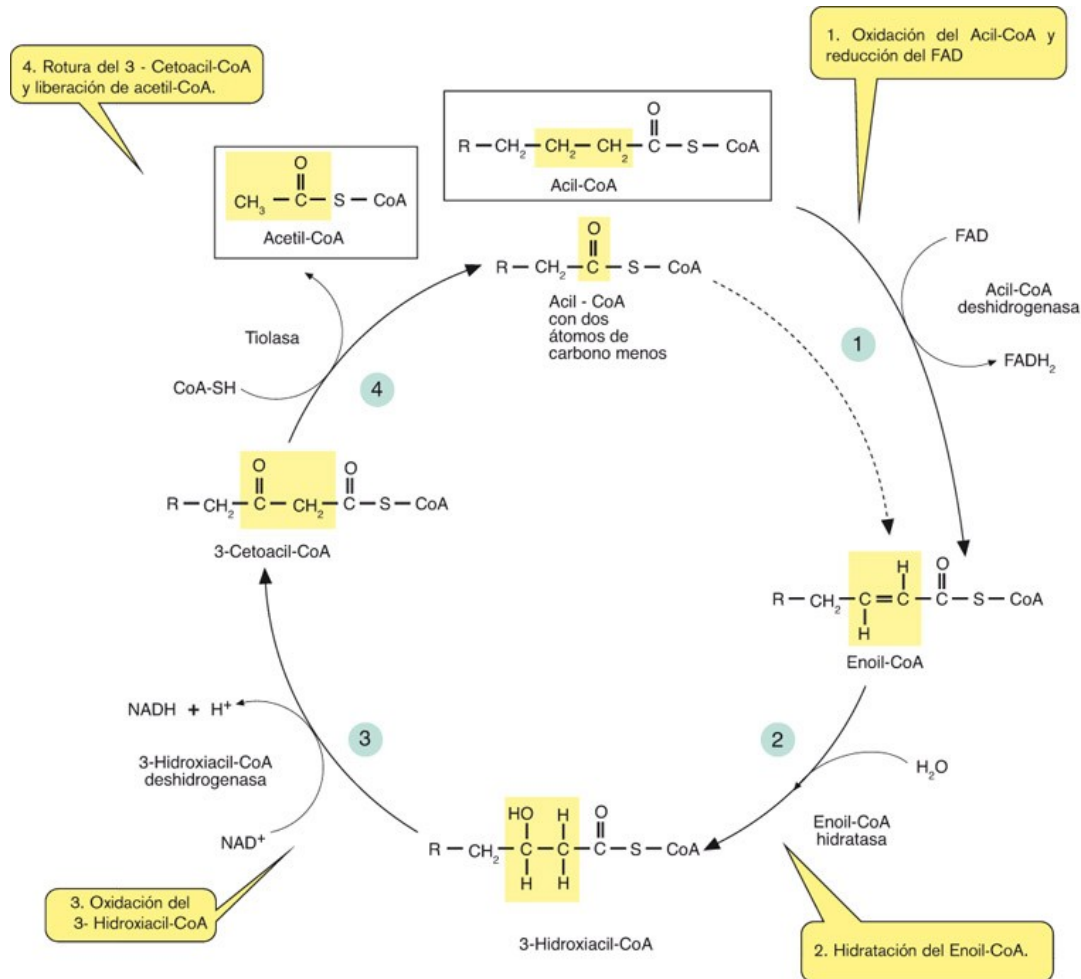 4. Rotura del 3 - Cetoacil-CoA
y liberación de acetil-CoA.
1. Oxidación del Acil-CoA y
reducción del FAD
O
R—CH₂—CH₂—CH₂—C—S—CoA
Acil-CoA
O
CH₃—C—S—CoA
Acetil-CoA
O
R—CH₂—C—S—CoA
Acil - CoA
con dos
átomos de
carbono menos
FAD
Acil-CoA
deshidrogenasa
FADH₂
1
Tiolasa
CoA-SH
4
O O
R—CH₂—C—CH₂—C—S—CoA
3-Cetoacil-CoA
H O
R—CH₂—C=C—C—S—CoA
H
Enoil-CoA
NADH + H⁺
3
3-Hidroxiacil-CoA
deshidrogenasa
NAD⁺
2
H₂O
Enoil-CoA
hidratasa
HO H O
R—CH₂—C—C—C—S—CoA
H H
3-Hidroxiacil-CoA
3. Oxidación del
3- Hidroxiacil-CoA
2. Hidratación del Enoil-CoA.